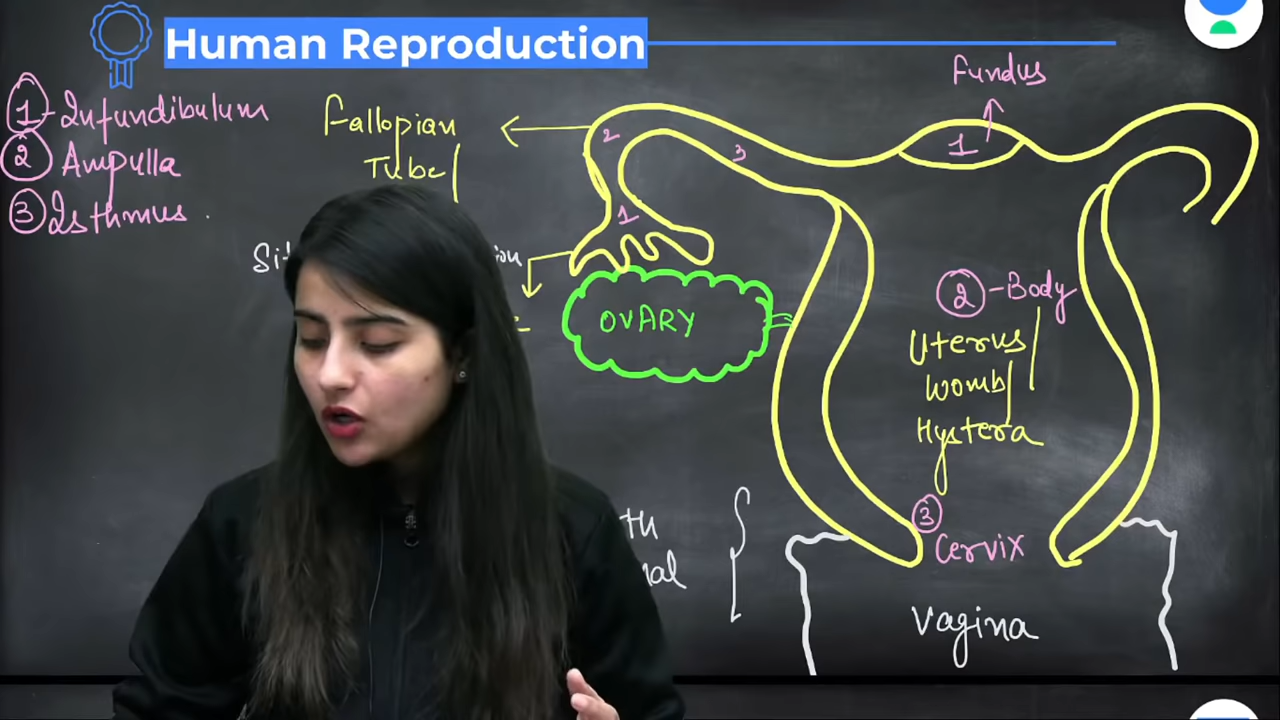 Human Reproduction
1 - Infundibulum
2 Ampulla
3 Isthmus
Fallopian
Tube
Fundus
1
2
3
1
OVARY
2 - Body
Uterus
Womb
Hystera
3
Cervix
Vagina